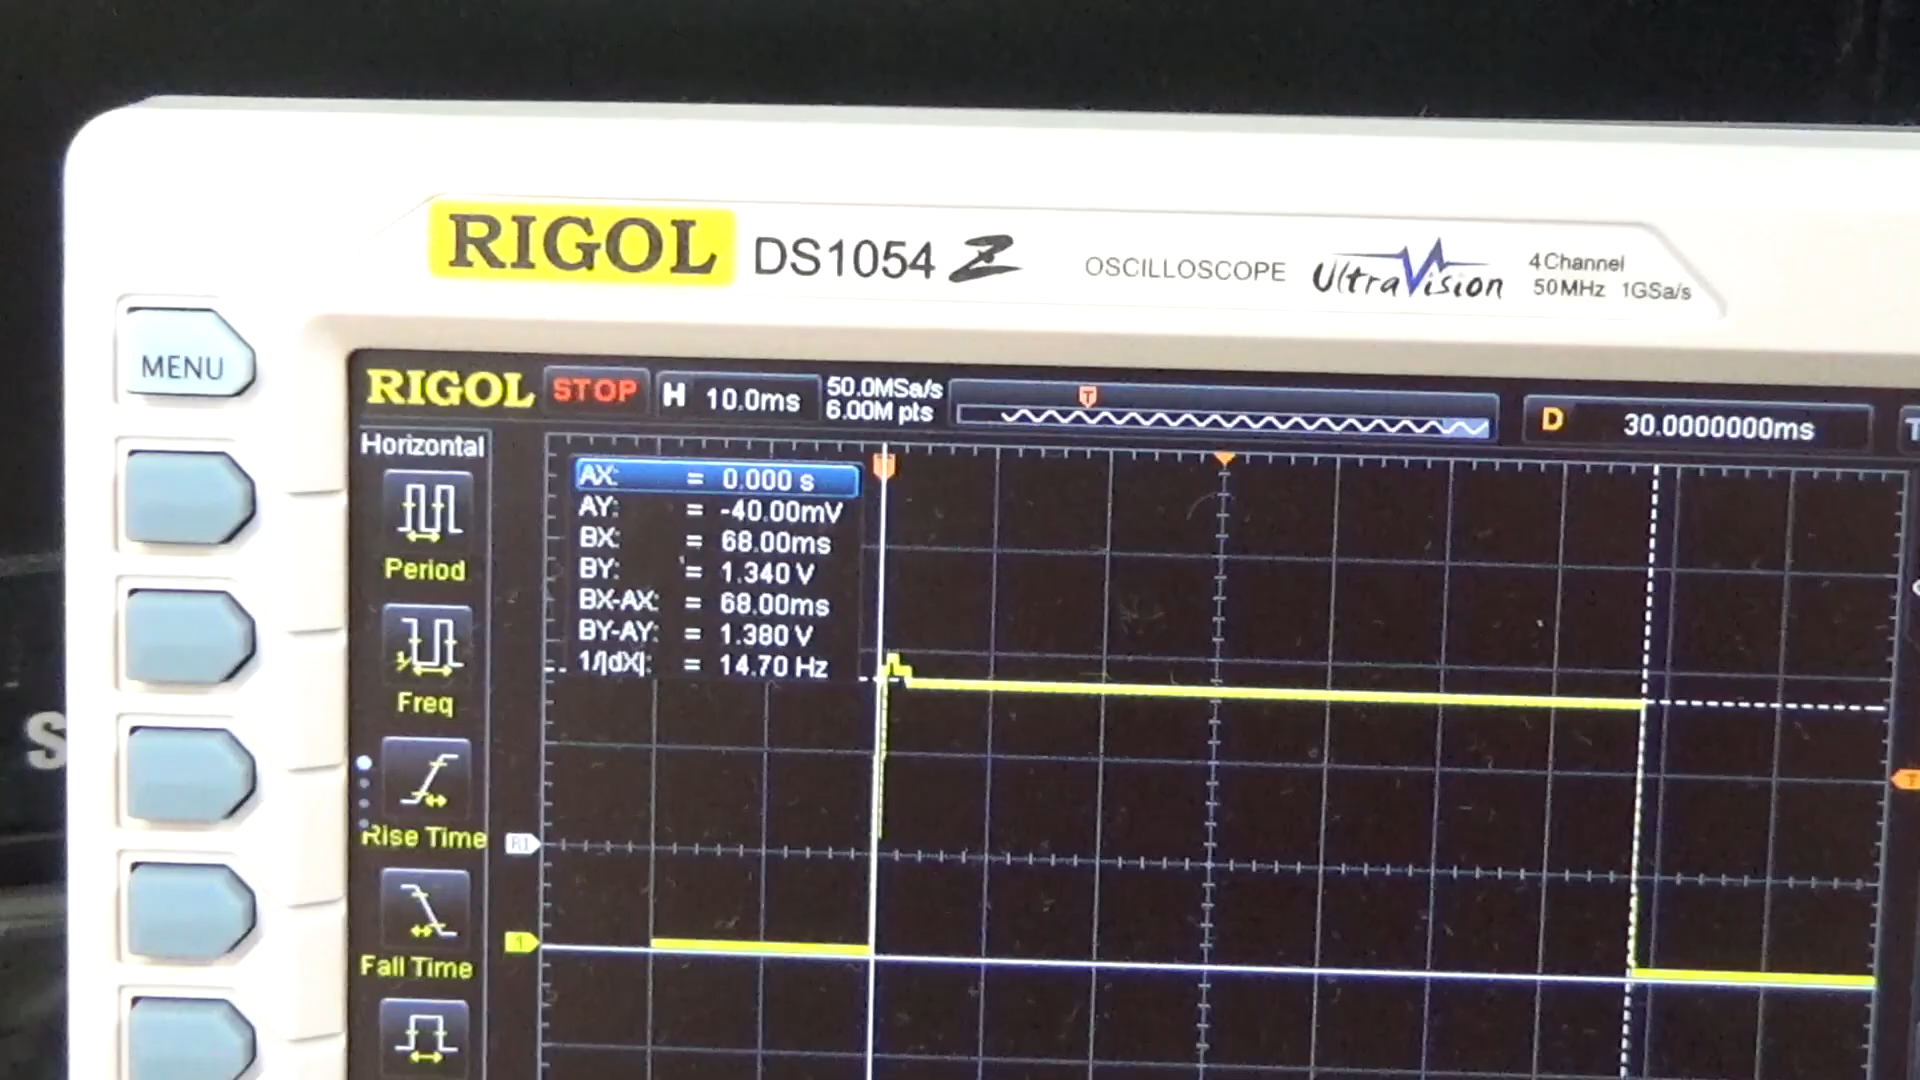 RIGOL DS1054 Z OSCILLOSCOPE UltraVision 4 Channel
50MHz 1GSa/s
MENU
RIGOL STOP H 10.0ms 50.0MSa/s
6.00M pts
T
D 30.0000000ms
T
Horizontal
Period
Freq
Rise Time
Fall Time
AX: = 0.000 s
AY: = -40.00mV
BX: = 68.00ms
BY: = 1.340 V
BX-AX: = 68.00ms
BY-AY: = 1.380 V
1/|dX|: = 14.70 Hz
R1
1
T
S